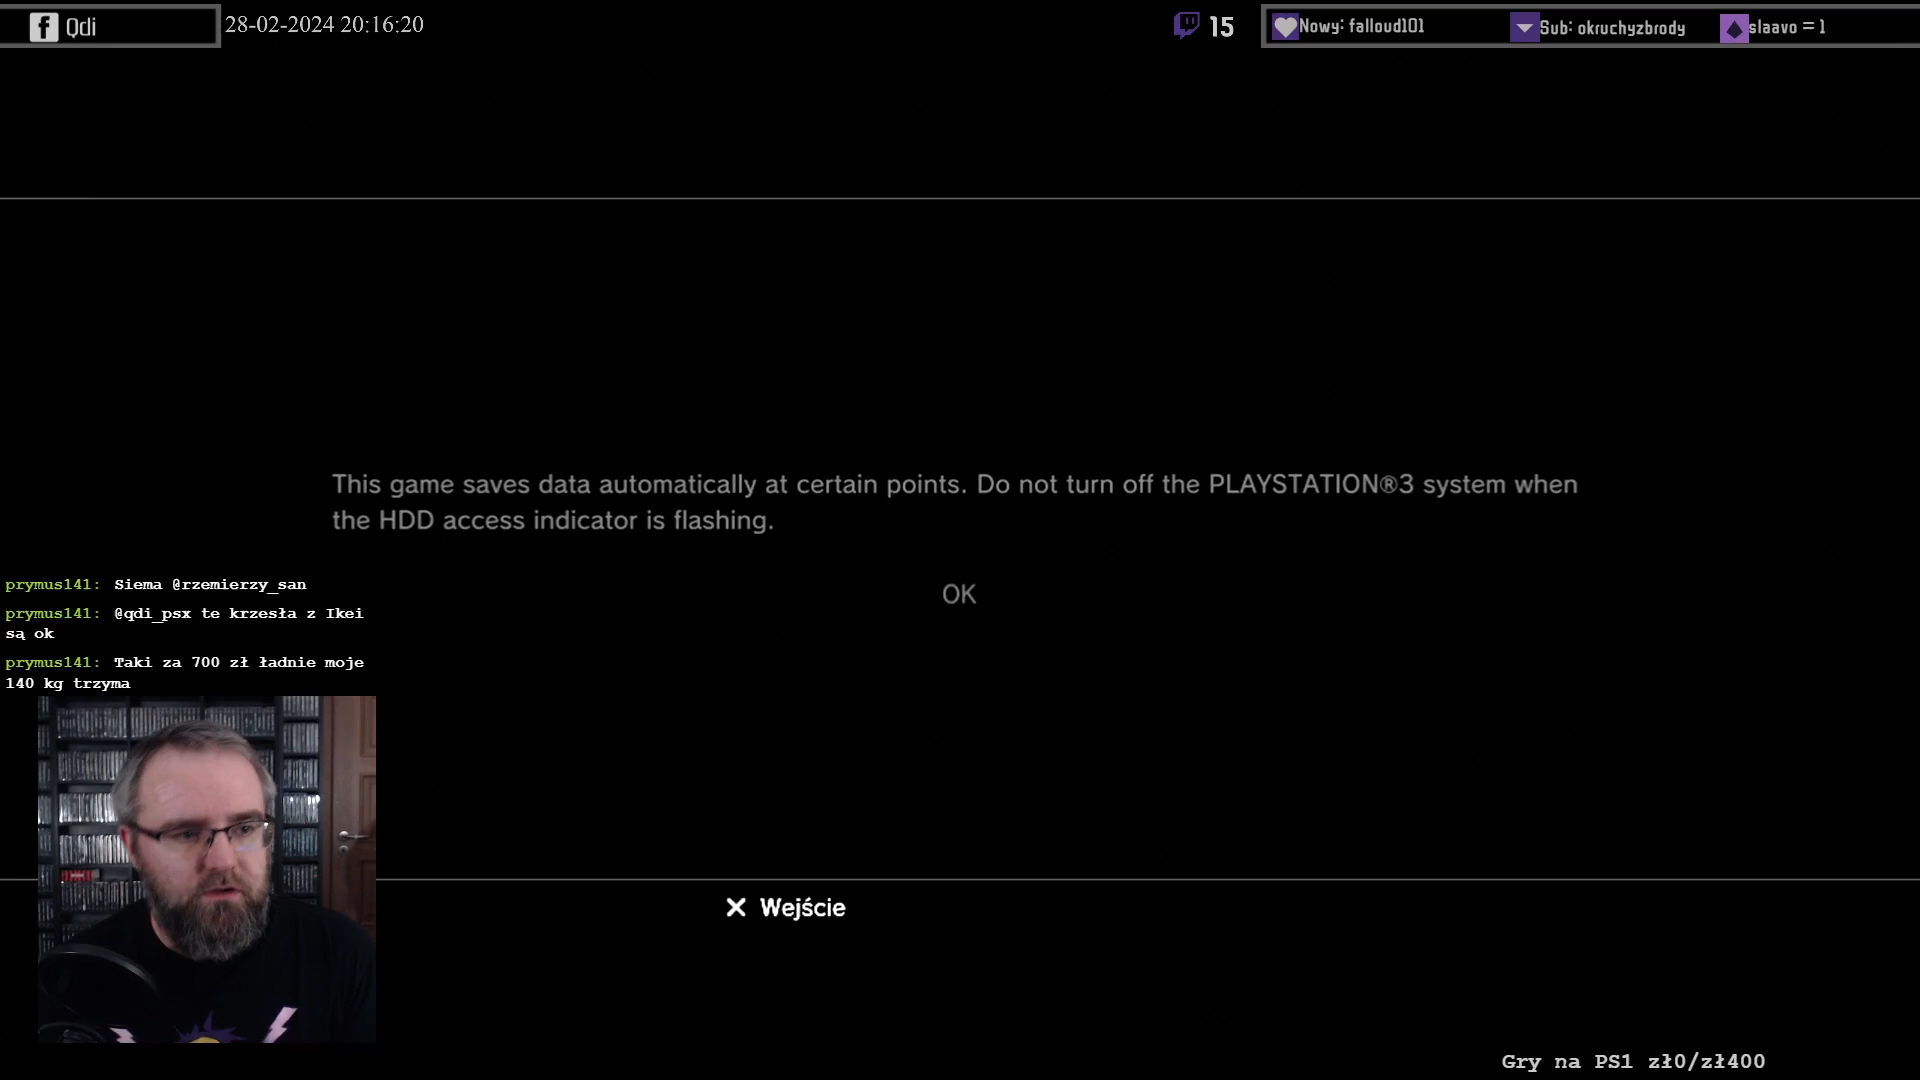 Qdi
28-02-2024 20:16:20
15
Nowy: falloud101
Sub: okruchyzbrody
slaavo = 1
This game saves data automatically at certain points. Do not turn off the PLAYSTATION®3 system when
the HDD access indicator is flashing.
OK
prymus141: Siema @rzemierzy_san
prymus141: @qdi_psx te krzesła z Ikei
są ok
prymus141: Taki za 700 zł ładnie moje
140 kg trzyma
Wejście
Gry na PS1 zł0/zł400